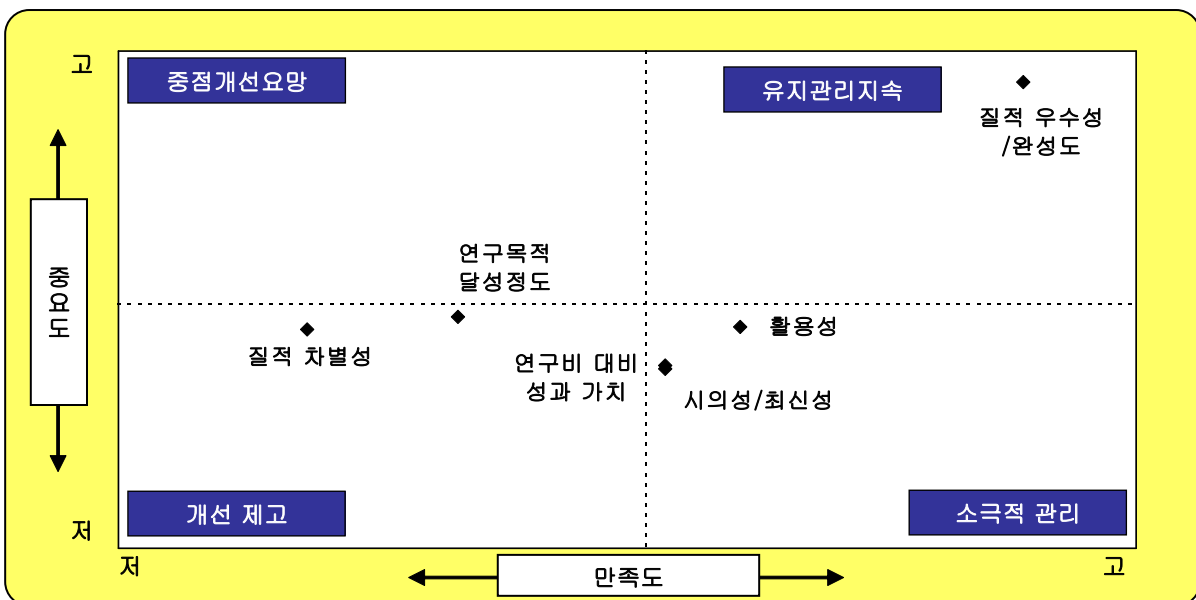 고
중점개선요망
유지관리지속
질적 우수성
/완성도
중요도
연구목적
달성정도
활용성
질적 차별성
연구비 대비
성과 가치
시의성/최신성
개선 제고
소극적 관리
저
저
만족도
고